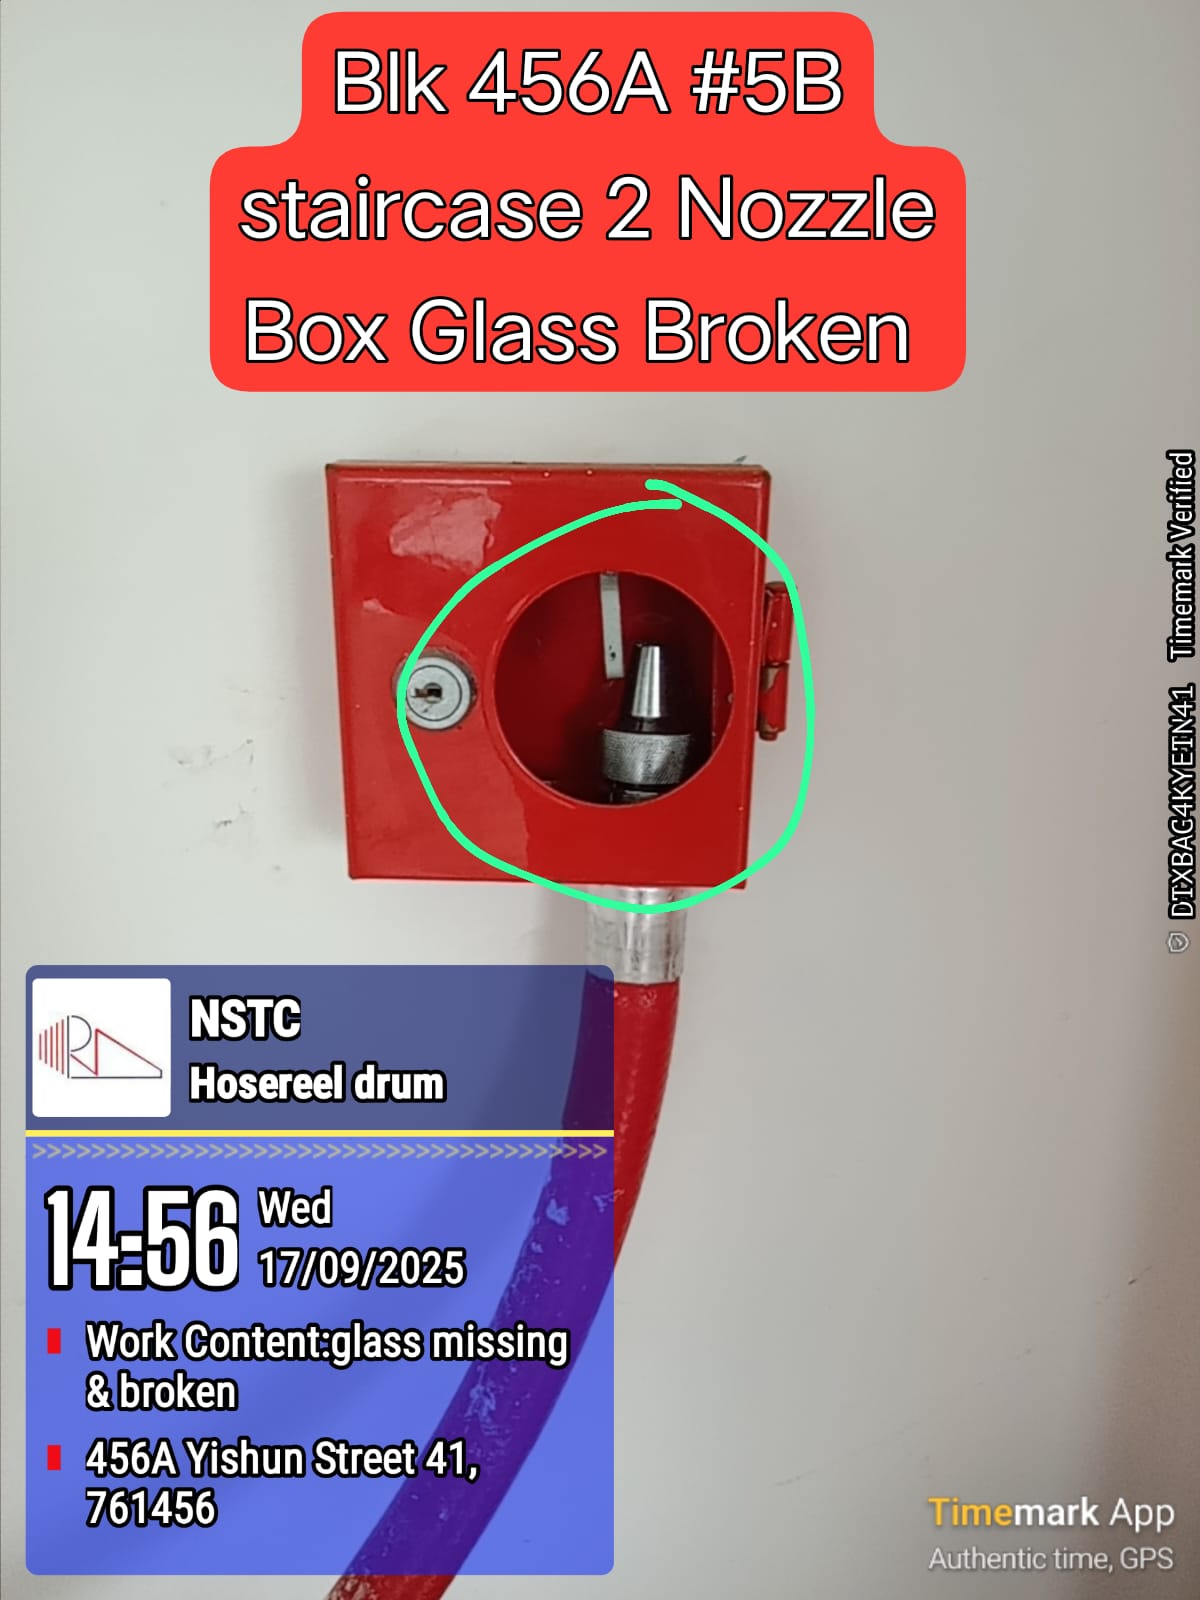 Blk 456A #5B
staircase 2 Nozzle
Box Glass Broken
DTXBAG4KYETN41 Timemark Verified
NSTC
Hosereel drum
14:56
Wed
17/09/2025
Work Content:glass missing
& broken
456A Yishun Street 41,
761456
Timemark App
Authentic time, GPS